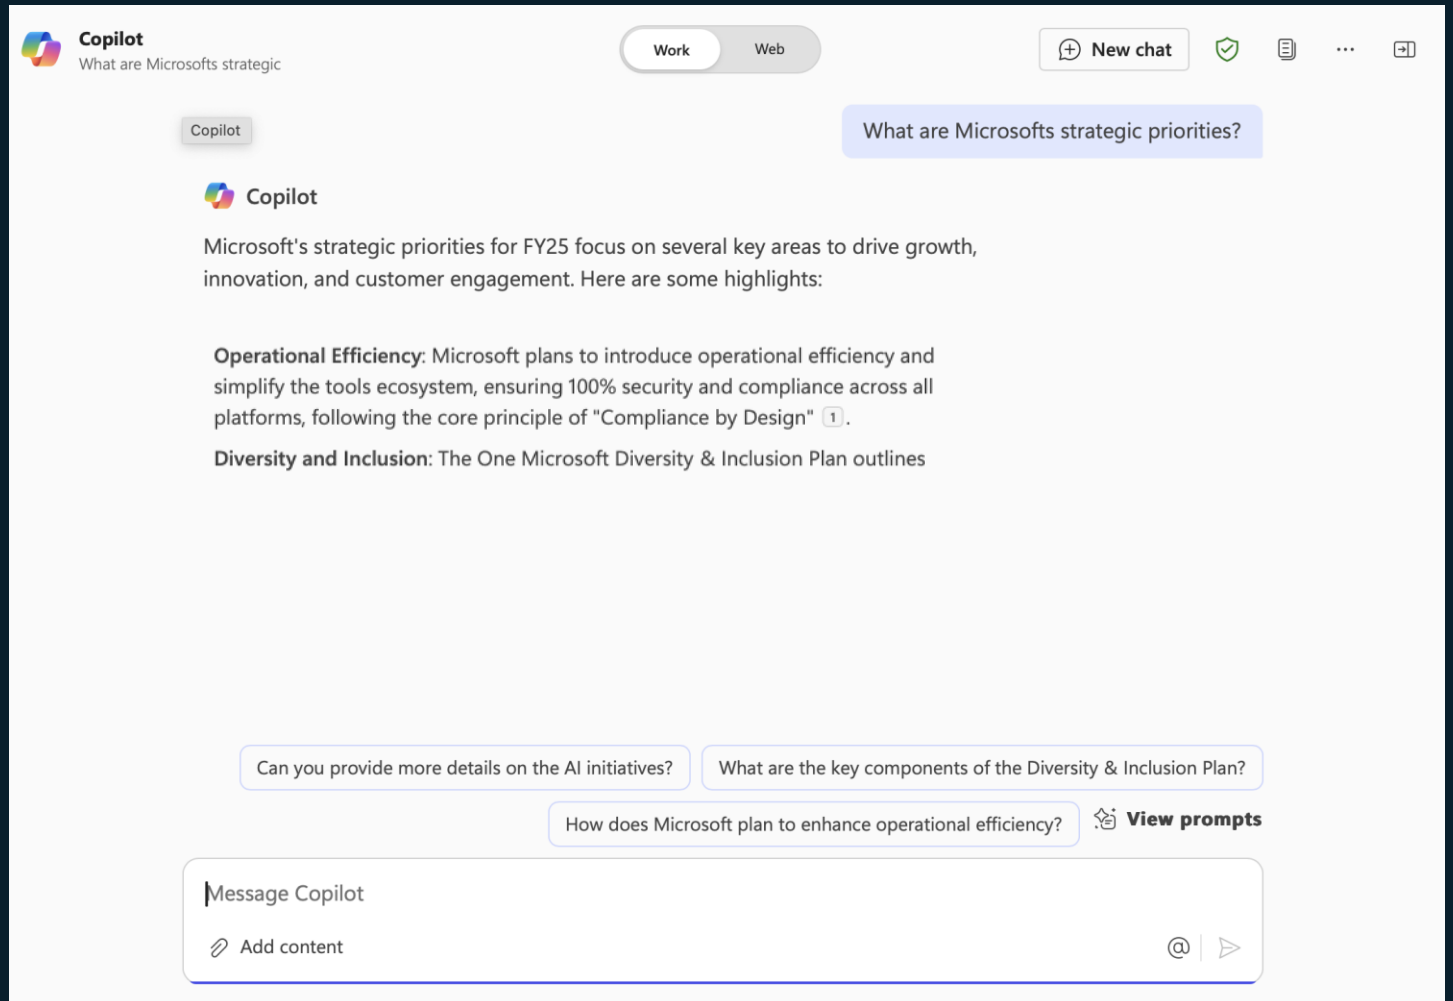 Copilot
What are Microsofts strategic
Work
Web
New chat
Copilot
What are Microsofts strategic priorities?
Copilot
Microsoft's strategic priorities for FY25 focus on several key areas to drive growth,
innovation, and customer engagement. Here are some highlights:
Operational Efficiency: Microsoft plans to introduce operational efficiency and
simplify the tools ecosystem, ensuring 100% security and compliance across all
platforms, following the core principle of "Compliance by Design" 1.
Diversity and Inclusion: The One Microsoft Diversity & Inclusion Plan outlines
Can you provide more details on the AI initiatives?
What are the key components of the Diversity & Inclusion Plan?
How does Microsoft plan to enhance operational efficiency?
View prompts
Message Copilot
Add content
@